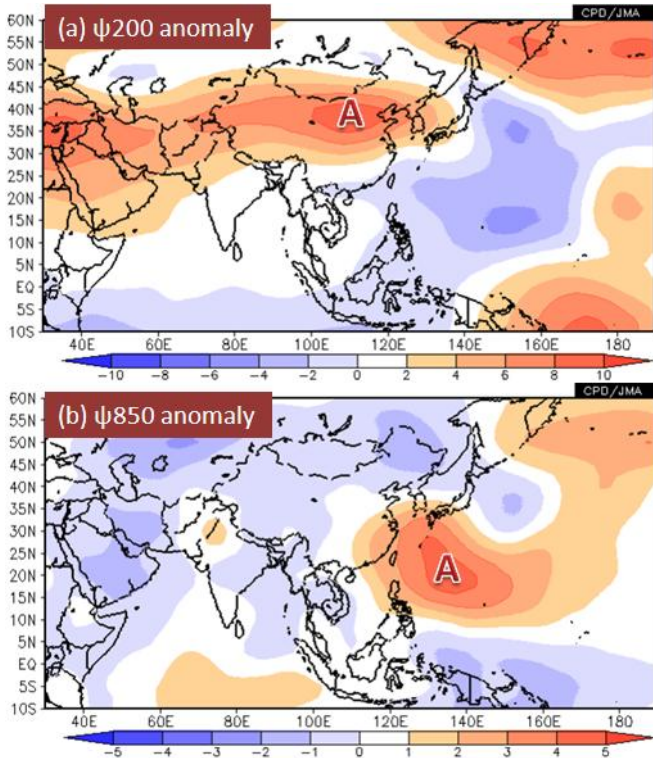 CPD/JMA
(a) ψ200 anomaly
60N
55N
50N
45N
40N
35N
30N
25N
20N
15N
10N
5N
EQ
5S
10S
A
40E 60E 80E 100E 120E 140E 160E 180
-10 -8 -6 -4 -2 0 2 4 6 8 10
CPD/JMA
(b) ψ850 anomaly
60N
55N
50N
45N
40N
35N
30N
25N
20N
15N
10N
5N
EQ
5S
10S
A
40E 60E 80E 100E 120E 140E 160E 180
-5 -4 -3 -2 -1 0 1 2 3 4 5